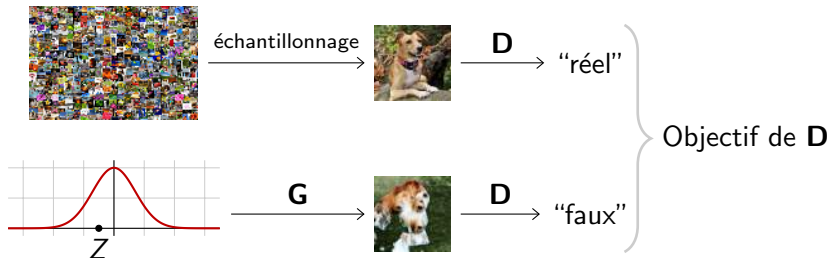 échantillonnage
D
“réel”
Objectif de D
G
D
“faux”
Z